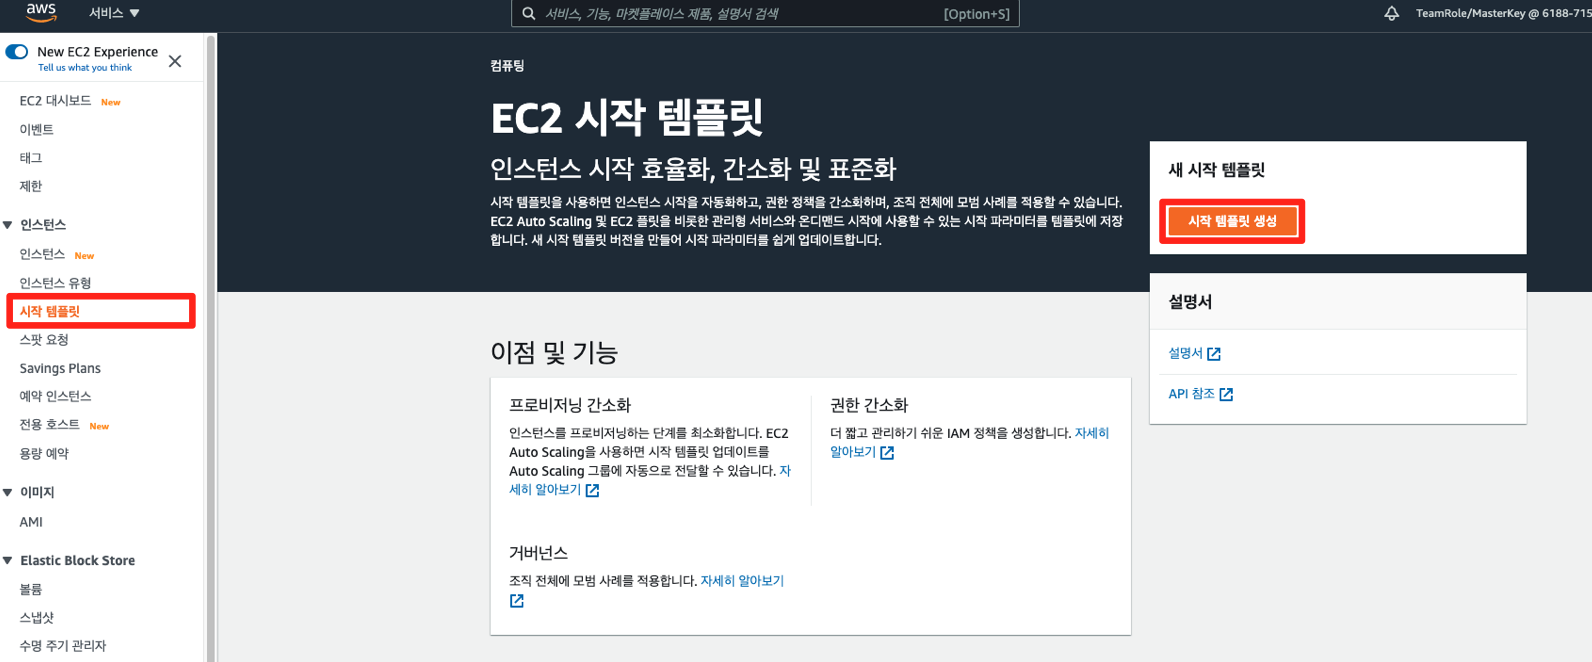 aws
서비스
서비스, 기능, 마켓플레이스 제품, 설명서 검색
[Option+S]
TeamRole/MasterKey @ 6188-715
New EC2 Experience
Tell us what you think
EC2 대시보드 New
이벤트
태그
제한
인스턴스
인스턴스 New
인스턴스 유형
시작 템플릿
스팟 요청
Savings Plans
예약 인스턴스
전용 호스트 New
용량 예약
이미지
AMI
Elastic Block Store
볼륨
스냅샷
수명 주기 관리자
컴퓨팅
EC2 시작 템플릿
인스턴스 시작 효율화, 간소화 및 표준화
시작 템플릿을 사용하면 인스턴스 시작을 자동화하고, 권한 정책을 간소화하며, 조직 전체에 모범 사례를 적용할 수 있습니다.
EC2 Auto Scaling 및 EC2 플릿을 비롯한 관리형 서비스와 온디맨드 시작에 사용할 수 있는 시작 파라미터를 템플릿에 저장
합니다. 새 시작 템플릿 버전을 만들어 시작 파라미터를 쉽게 업데이트합니다.
새 시작 템플릿
시작 템플릿 생성
설명서
설명서
API 참조
이점 및 기능
프로비저닝 간소화
인스턴스를 프로비저닝하는 단계를 최소화합니다. EC2
Auto Scaling을 사용하면 시작 템플릿 업데이트를
Auto Scaling 그룹에 자동으로 전달할 수 있습니다. 자
세히 알아보기
권한 간소화
더 짧고 관리하기 쉬운 IAM 정책을 생성합니다. 자세히
알아보기
거버넌스
조직 전체에 모범 사례를 적용합니다. 자세히 알아보기